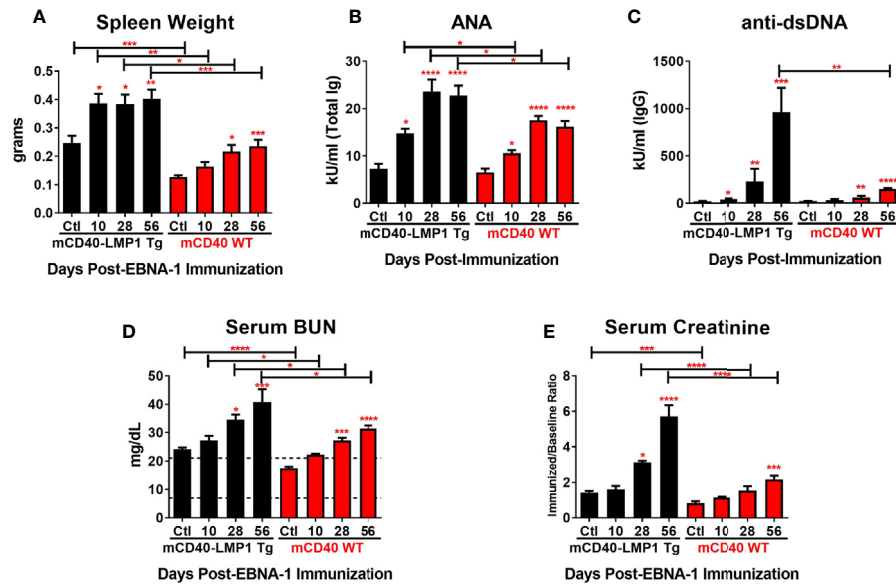 A
Spleen Weight
***
**
*
***
grams
0.5
0.4
0.3
0.2
0.1
0.0
* * ** * ***
Ctl 10 28 56 Ctl 10 28 56
mCD40-LMP1 Tg mCD40 WT
Days Post-EBNA-1 Immunization
B
ANA
*
*
*
kU/ml (Total Ig)
30
20
10
0
* **** **** * **** ****
Ctl 10 28 56 Ctl 10 28 56
mCD40-LMP1 Tg mCD40 WT
Days Post-Immunization
C
anti-dsDNA
**
kU/ml (IgG)
1500
1000
500
0
* ** *** ** ****
Ctl 10 28 56 Ctl 10 28 56
mCD40-LMP1 Tg mCD40 WT
Days Post-Immunization
D
Serum BUN
****
*
*
*
mg/dL
50
40
30
20
10
0
* *** *** ****
Ctl 10 28 56 Ctl 10 28 56
mCD40-LMP1 Tg mCD40 WT
Days Post-EBNA-1 Immunization
E
Serum Creatinine
***
****
****
Immunized/Baseline Ratio
8
6
4
2
0
* **** ***
Ctl 10 28 56 Ctl 10 28 56
mCD40-LMP1 Tg mCD40 WT
Days Post-EBNA-1 Immunization